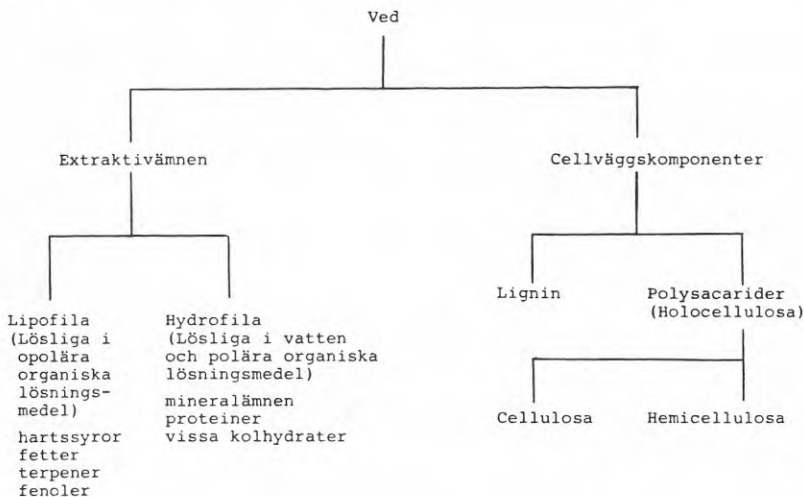 Ved
Extraktivämnen
Cellväggskomponenter
Lipofila
(Lösliga i
opolära
organiska
lösnings-
medel)
hartssyror
fetter
terpener
fenoler
Hydrofila
(Lösliga i vatten
och polära organiska
lösningsmedel)
mineralämnen
proteiner
vissa kolhydrater
Lignin
Polysacarider
(Holocellulosa)
Cellulosa
Hemicellulosa